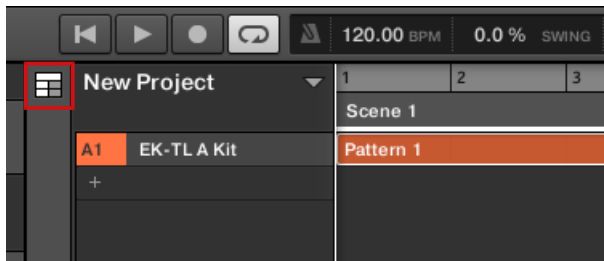 120.00 BPM 0.0 % SWING
New Project 1 2 3
Scene 1
A1 EK-TL A Kit Pattern 1
+